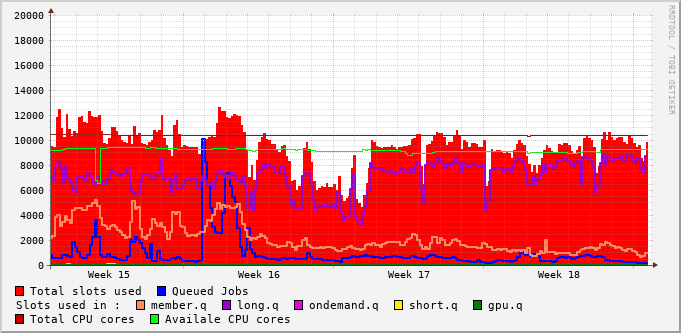 RRDTOOL / TOBI OETIKER
20000
18000
16000
14000
12000
10000
8000
6000
4000
2000
0
Week 15 Week 16 Week 17 Week 18
Total slots used Queued Jobs
Slots used in : member.q long.q ondemand.q short.q gpu.q
Total CPU cores Availale CPU cores